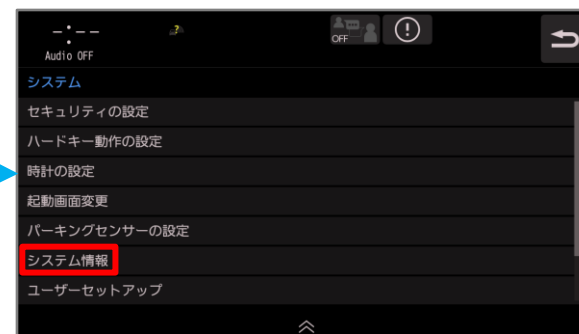 -:--
Audio OFF
OFF
システム
セキュリティの設定
ハードキー動作の設定
時計の設定
起動画面変更
パーキングセンサーの設定
システム情報
ユーザーセットアップ